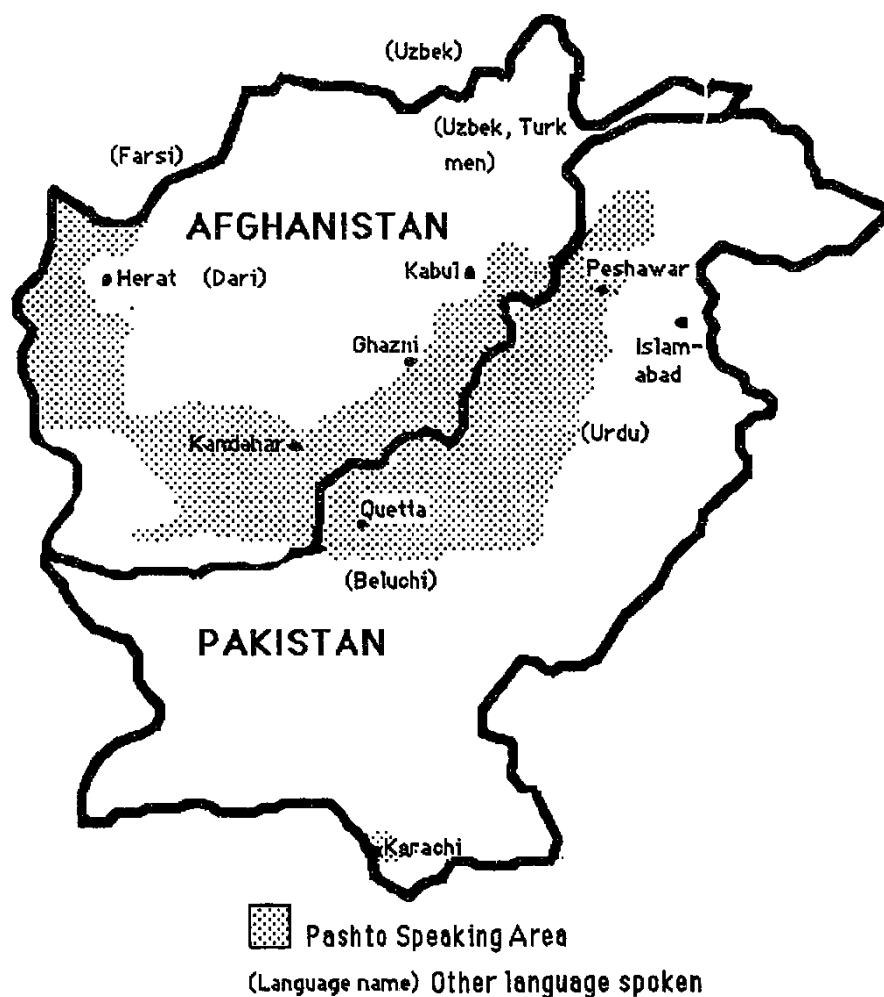 (Uzbek)
(Uzbek, Turk
men)
(Farsi)
AFGHANISTAN
Herat (Dari)
Kabul
Peshawar
Ghazni
Islam-
abad
Kandahar
(Urdu)
Quetta
(Beluchi)
PAKISTAN
Karachi
Pashto Speaking Area
(Language name) Other language spoken